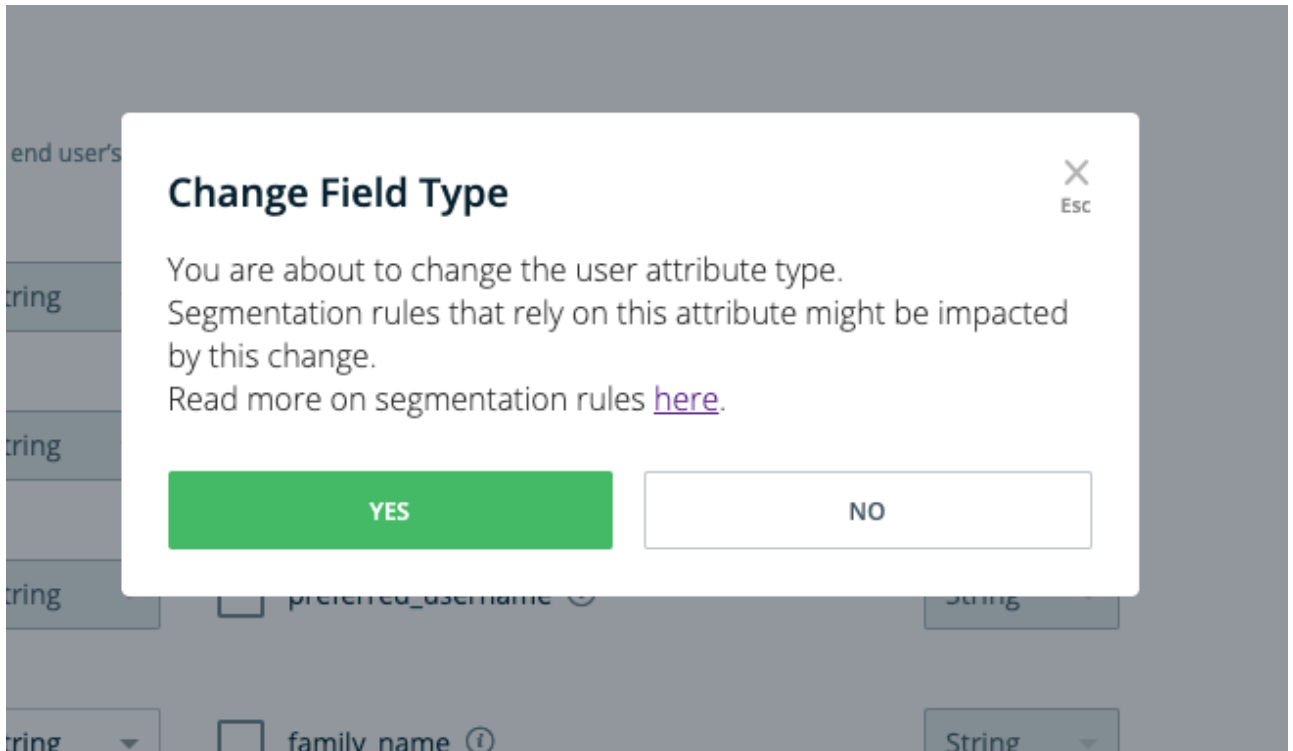 end user's
Change Field Type
Esc
You are about to change the user attribute type.
Segmentation rules that rely on this attribute might be impacted
by this change.
Read more on segmentation rules here.
tring
tring
YES
NO
tring
preferred_username
String
tring
family_name
String